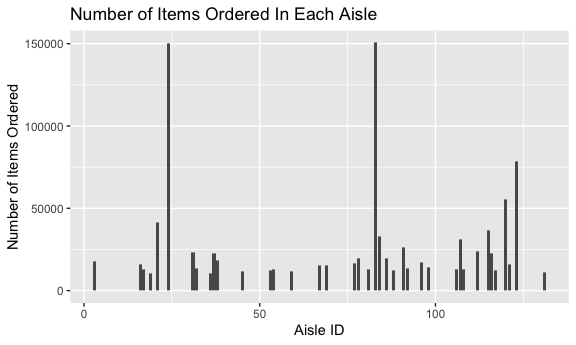 Number of Items Ordered In Each Aisle
Number of Items Ordered
150000
100000
50000
0
0
50
100
Aisle ID